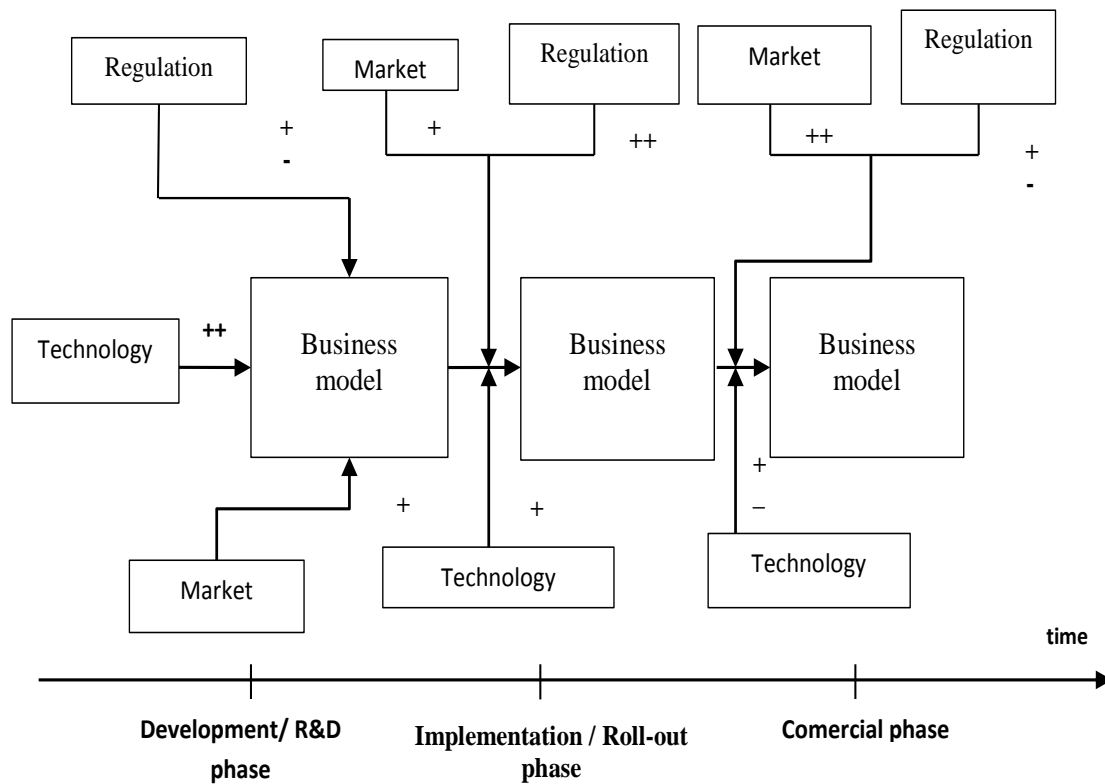 Regulation
Market
Regulation
Market
Regulation
+
-
+
++
++
+
-
Technology
++
Business
model
Business
model
Business
model
+
+
+
–
Market
Technology
Technology
time
Development/ R&D
phase
Implementation / Roll-out
phase
Comercial phase